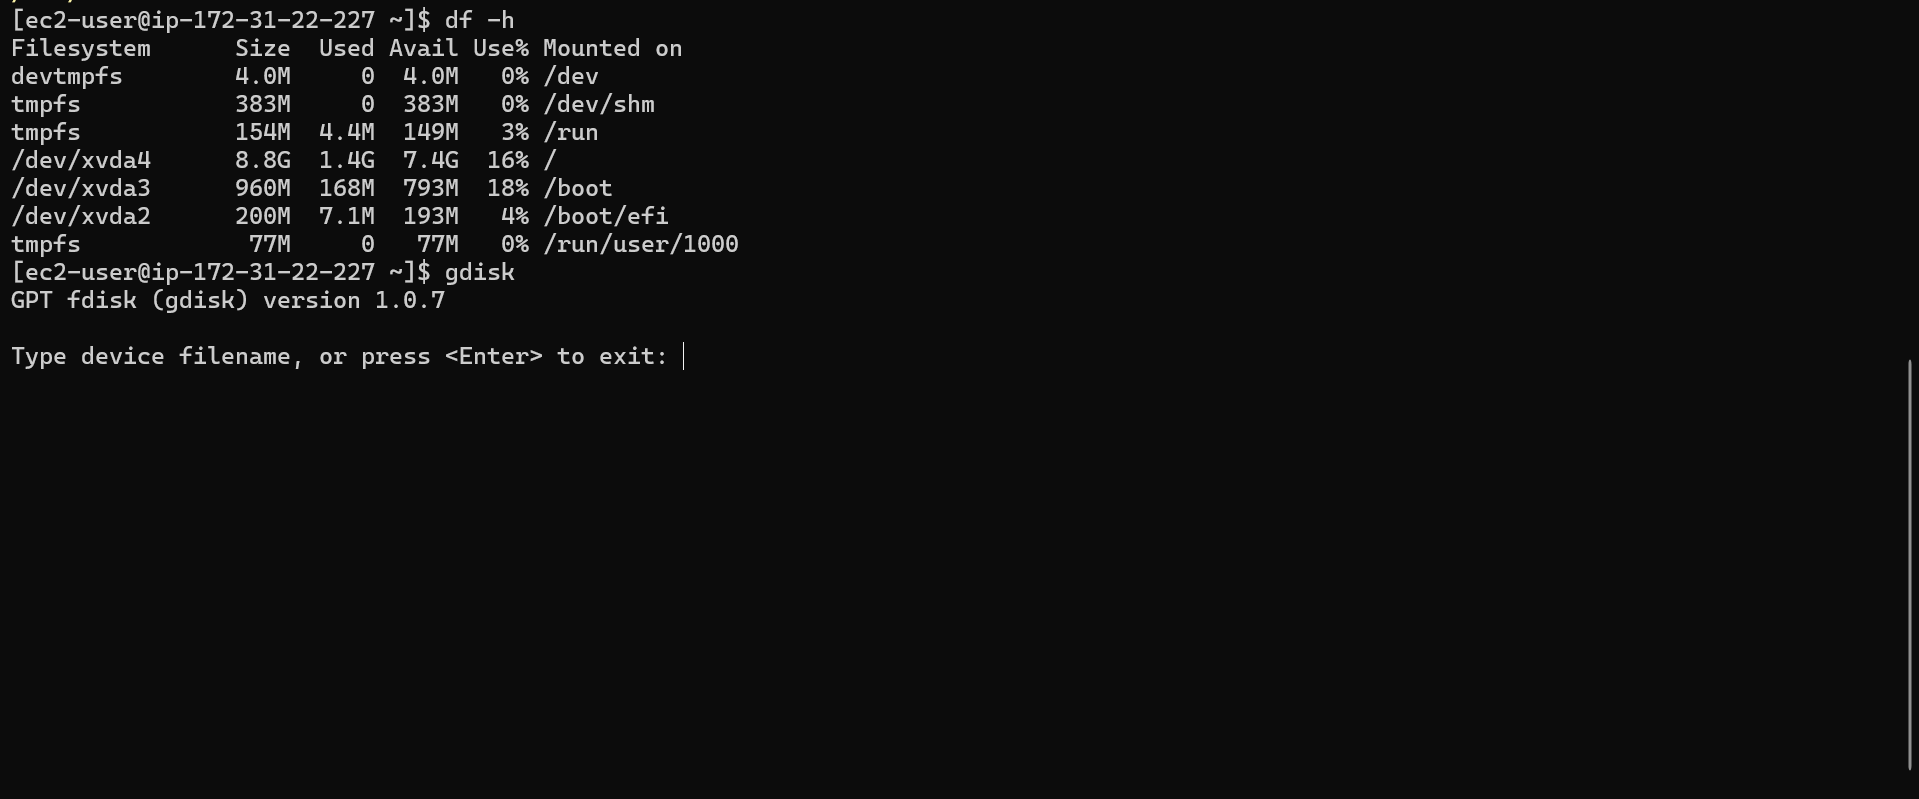 [ec2-user@ip-172-31-22-227 ~]$ df -h
Filesystem      Size  Used Avail Use% Mounted on
devtmpfs        4.0M     0  4.0M   0% /dev
tmpfs           383M     0  383M   0% /dev/shm
tmpfs           154M  4.4M  149M   3% /run
/dev/xvda4      8.8G  1.4G  7.4G  16% /
/dev/xvda3      960M  168M  793M  18% /boot
/dev/xvda2      200M  7.1M  193M   4% /boot/efi
tmpfs            77M     0   77M   0% /run/user/1000
[ec2-user@ip-172-31-22-227 ~]$ gdisk
GPT fdisk (gdisk) version 1.0.7
Type device filename, or press <Enter> to exit: